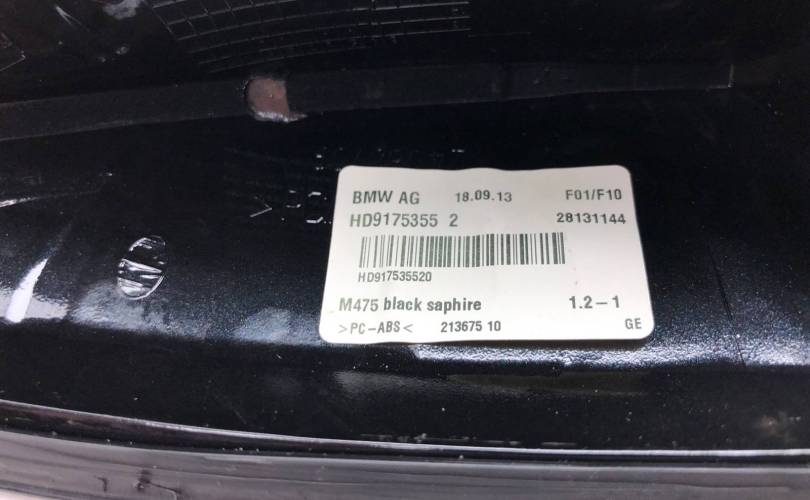 BMW AG 18.09.13 F01/F10
HD9175355 2 28131144
HD917535520
M475 black saphire 1.2-1
>PC-ABS< 213675 10 GE